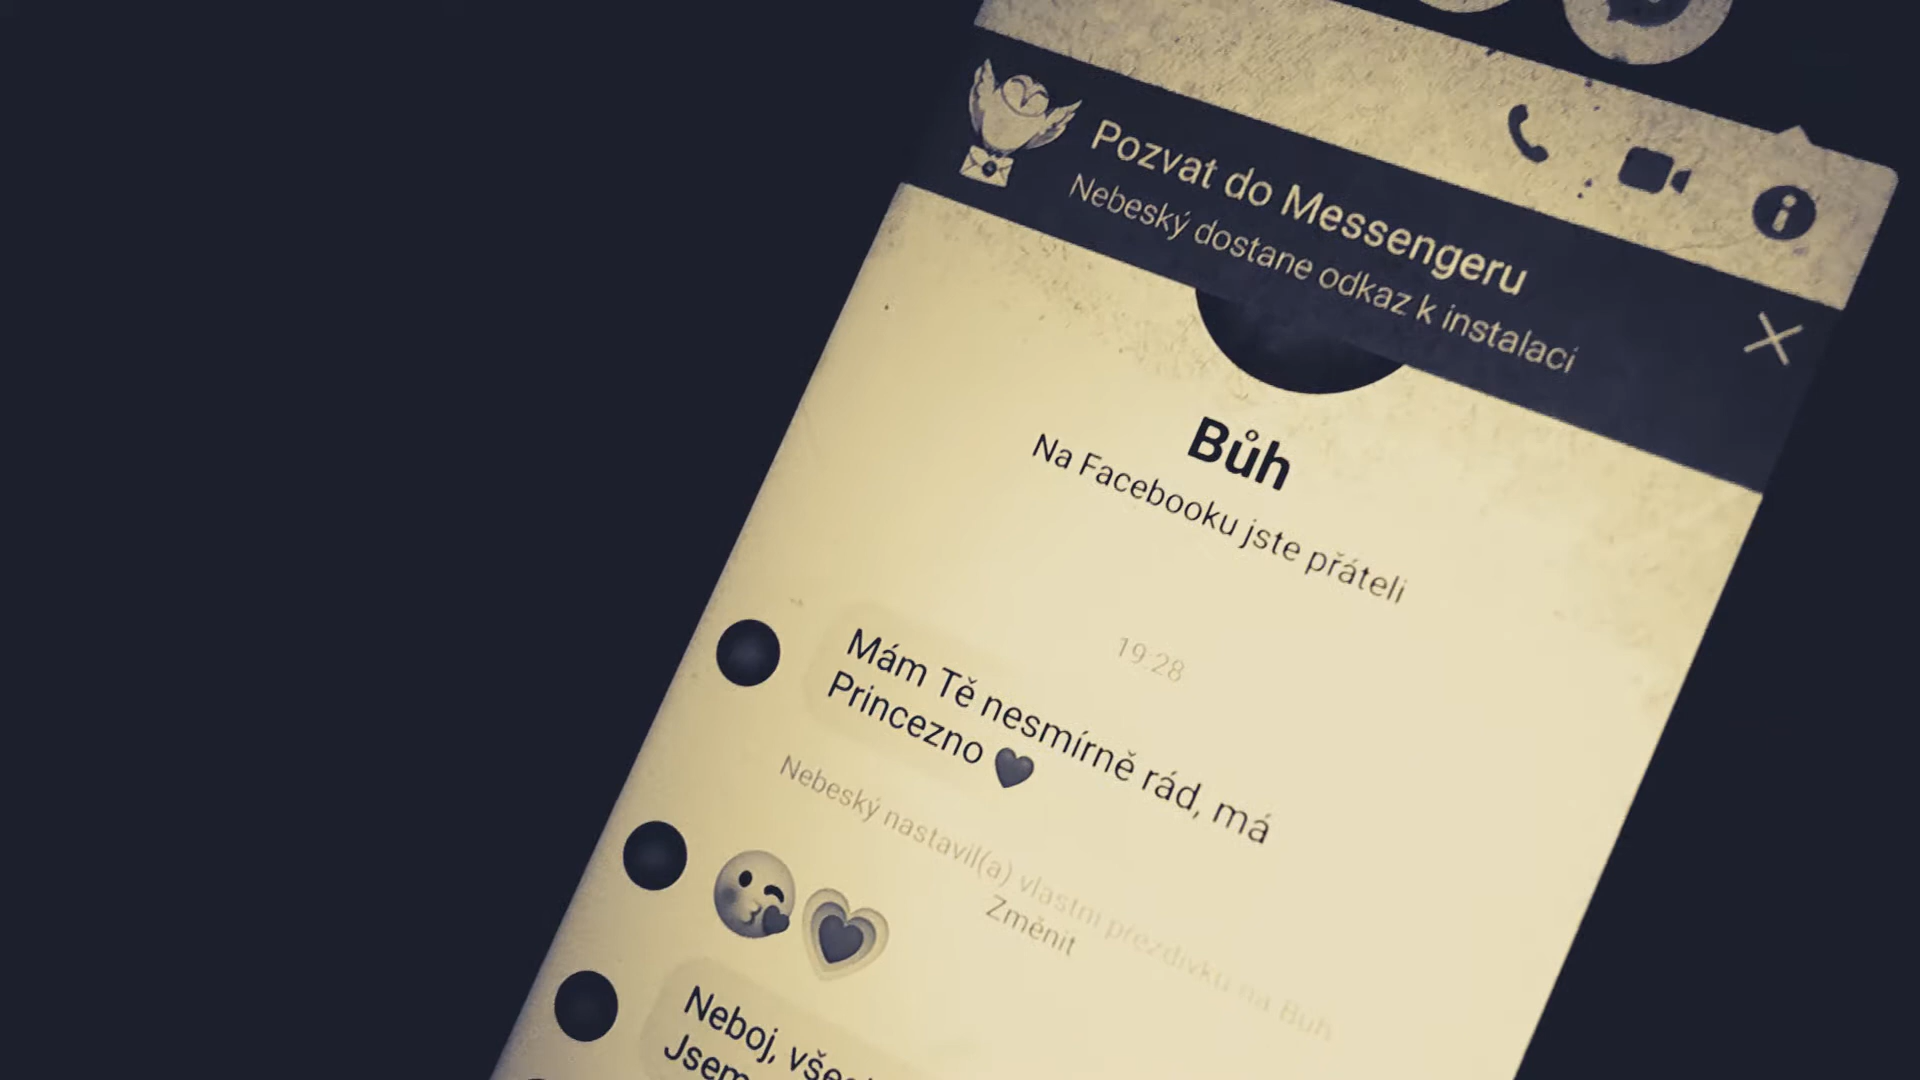 Pozvat do Messengeru
Nebeský dostane odkaz k instalaci
Bůh
Na Facebooku jste přáteli
19:28
Mám Tě nesmírně rád, má
Princezno 🖤
Nebeský nastavil(a) vlastní přezdívku na Bůh
Změnit
😘💗
Neboj,
Jsem